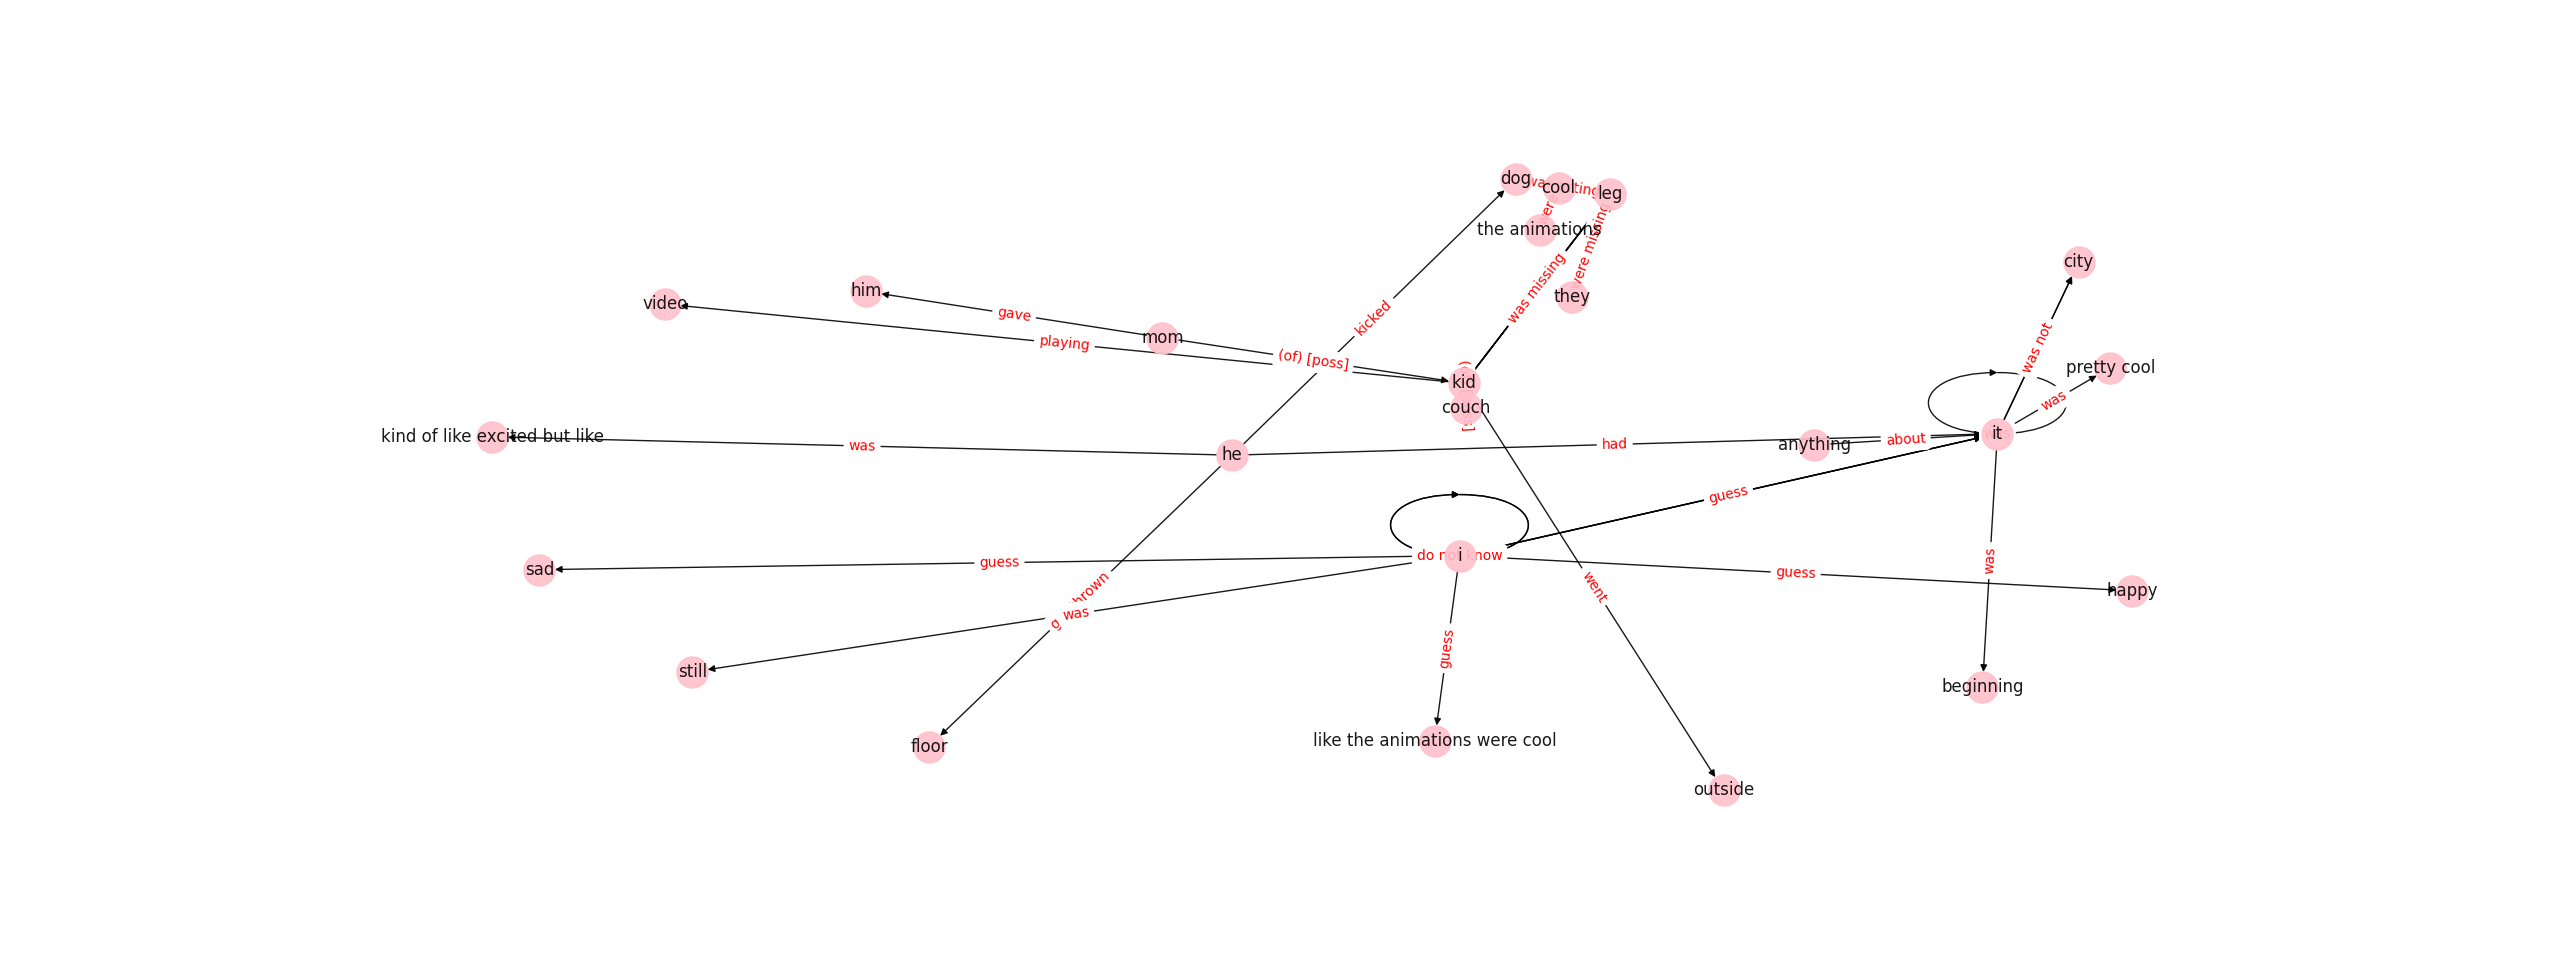 dog
cool
leg
the animations
were missing
city
him
video
they
gave
kicked
was missing
mom
playing
(of) [poss]
was not
pretty cool
kid
was
couch
kind of like excited but like
was
he
had
anything
about
it
guess
sad
guess
do not know
i
guess
happy
went
was
was
still
guess
beginning
floor
like the animations were cool
outside